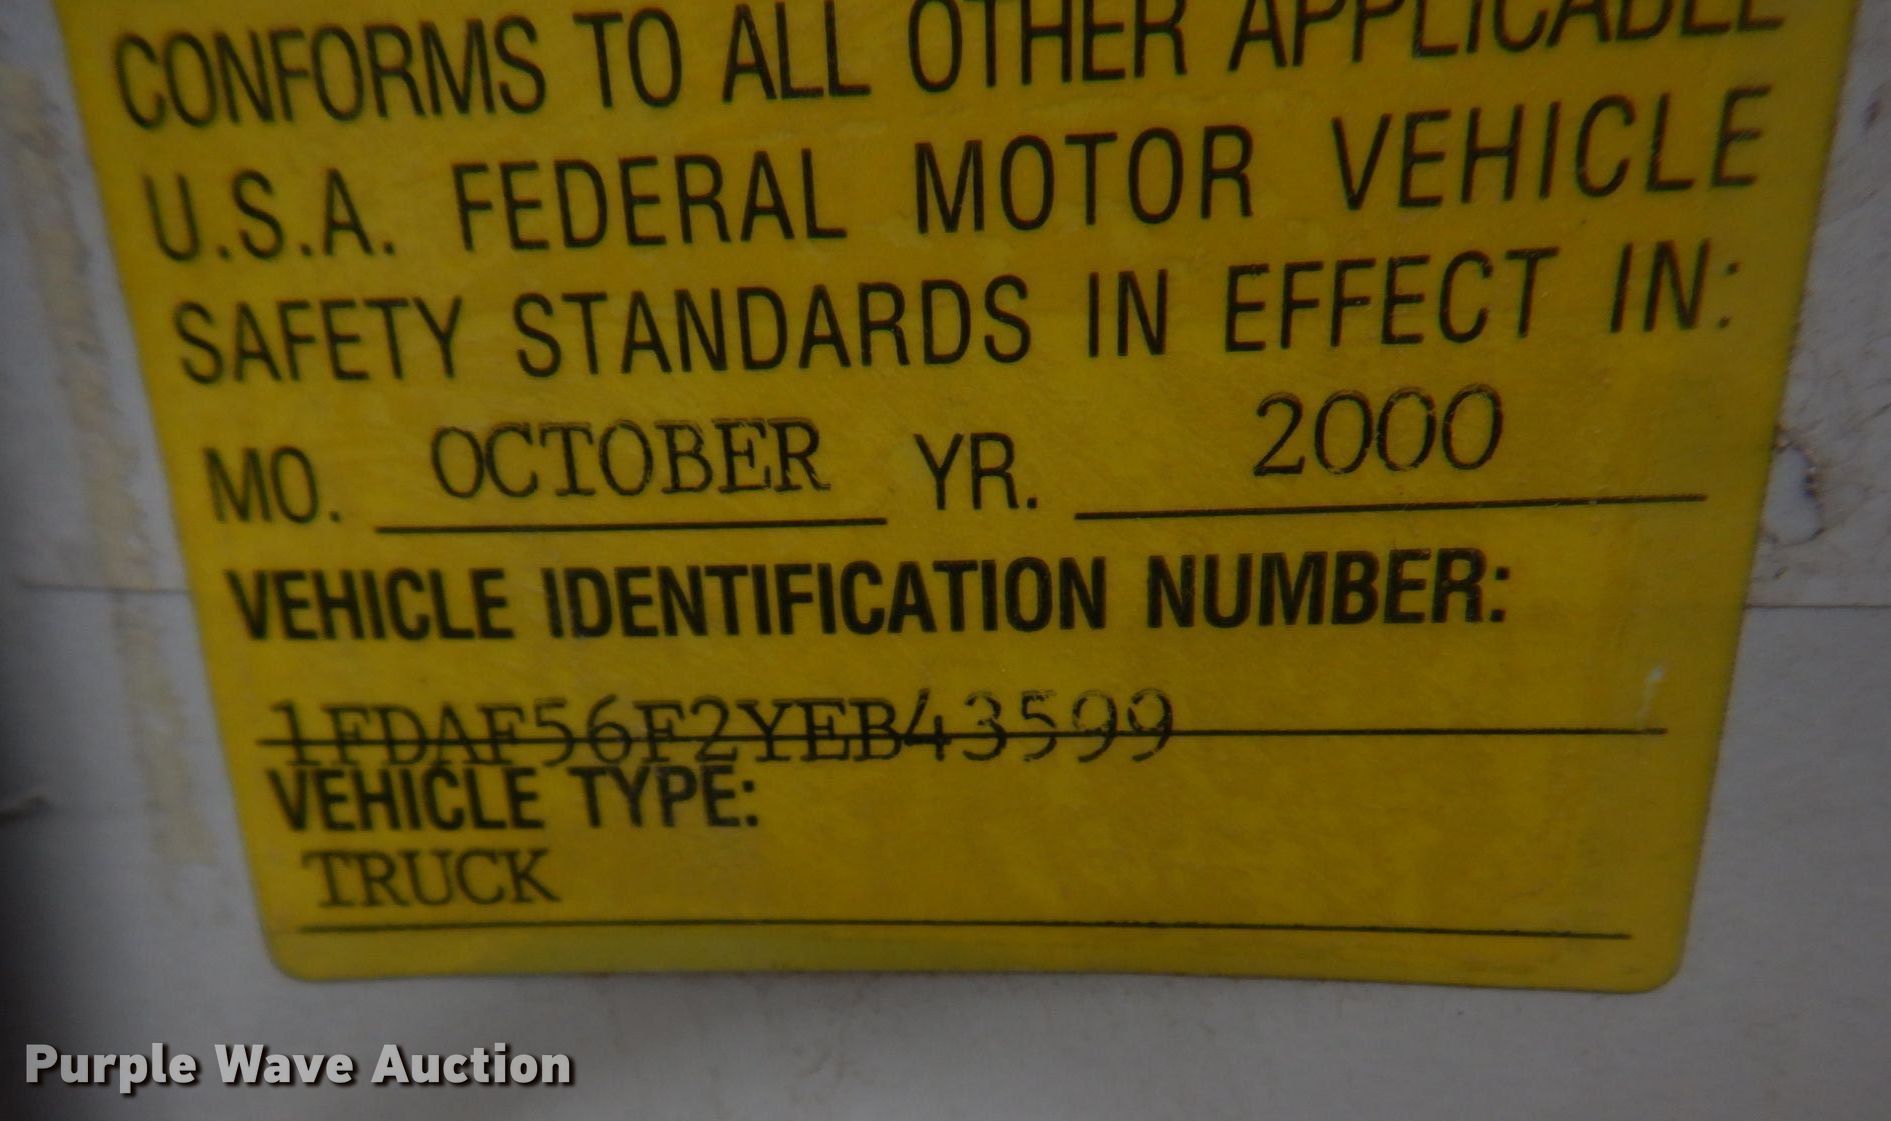 CONFORMS TO ALL OTHER APPLICABLE
U.S.A. FEDERAL MOTOR VEHICLE
SAFETY STANDARDS IN EFFECT IN:
MO. OCTOBER YR. 2000
VEHICLE IDENTIFICATION NUMBER:
1FDAF56F2YEB43599
VEHICLE TYPE:
TRUCK
Purple Wave Auction